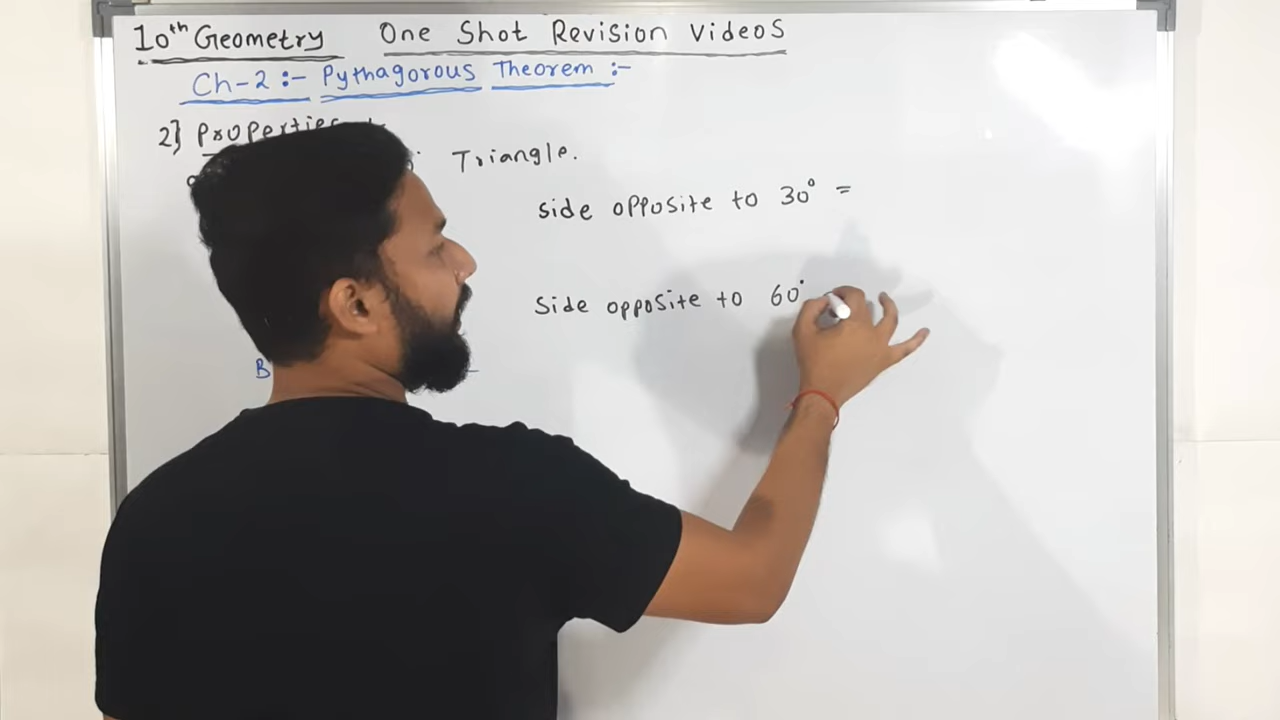 10th Geometry One Shot Revision Videos
Ch-2 :- Pythagorous Theorem :-
2] Properties
Triangle.
side opposite to 30° =
Side opposite to 60°
B